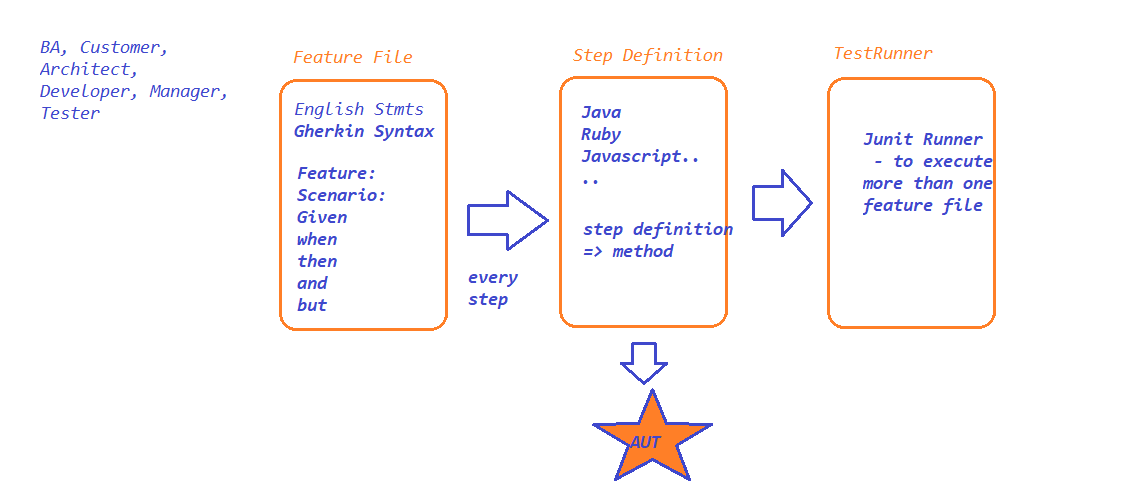 BA, Customer,
Architect,
Developer, Manager,
Tester
Feature File
English Stmts
Gherkin Syntax
Feature:
Scenario:
Given
when
then
and
but
every
step
Step Definition
Java
Ruby
Javascript..
..
step definition
=> method
AUT
TestRunner
Junit Runner
- to execute
more than one
feature file